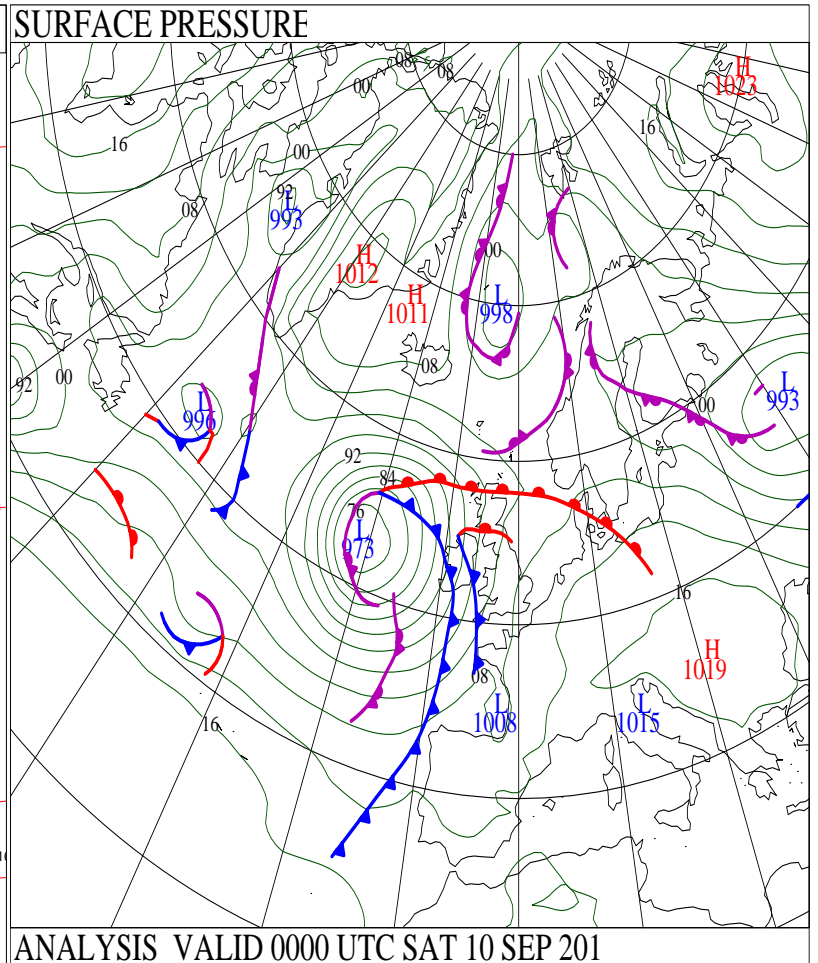 SURFACE PRESSURE
08 08
H
1023
00
16
16
00
92
L
993
08
H
1012
00
H
1011
L
998
08
00
92
L
996
L
993
00
92
84
76
L
973
16
H
1019
08
L
1008
L
1015
16
ANALYSIS VALID 0000 UTC SAT 10 SEP 201